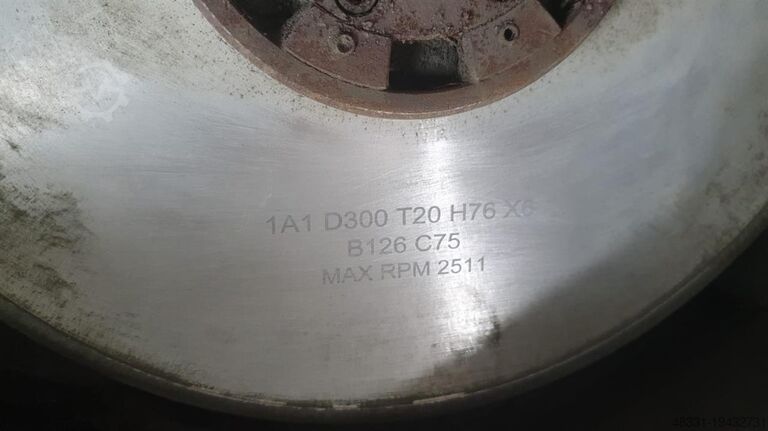 1A1 D300 T20 H76 X6
B126 C75
MAX RPM 2511